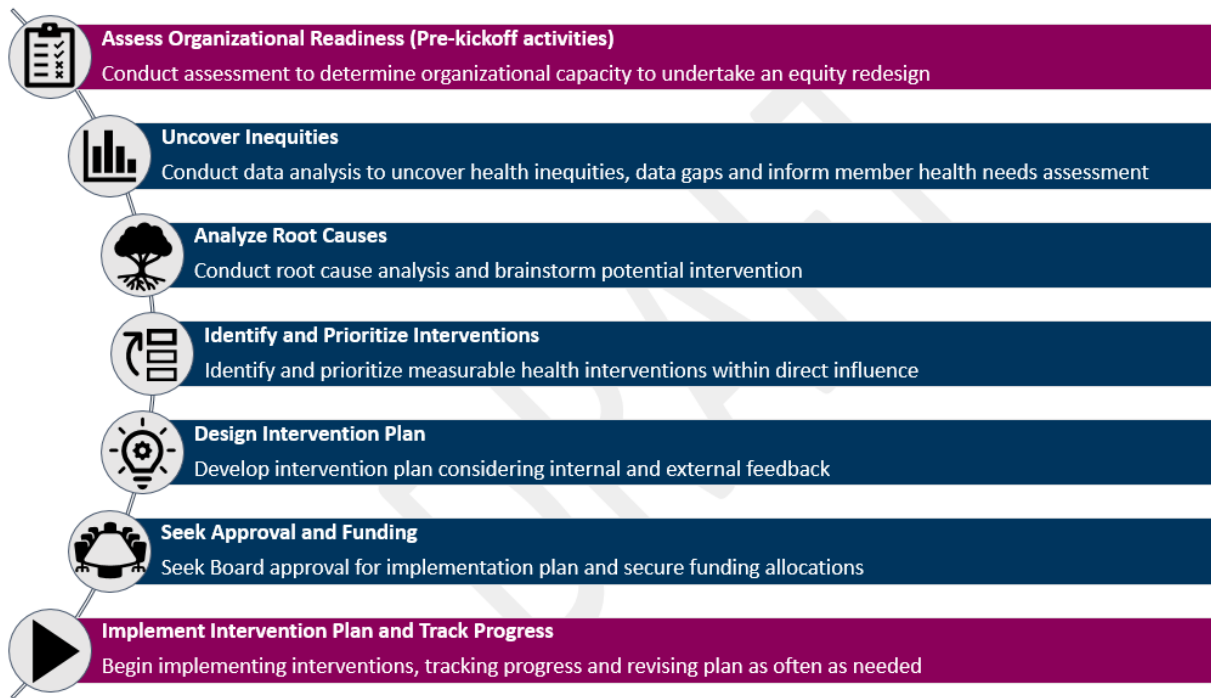 Assess Organizational Readiness (Pre-kickoff activities)
Conduct assessment to determine organizational capacity to undertake an equity redesign
Uncover Inequities
Conduct data analysis to uncover health inequities, data gaps and inform member health needs assessment
Analyze Root Causes
Conduct root cause analysis and brainstorm potential intervention
Identify and Prioritize Interventions
Identify and prioritize measurable health interventions within direct influence
Design Intervention Plan
Develop intervention plan considering internal and external feedback
Seek Approval and Funding
Seek Board approval for implementation plan and secure funding allocations
Implement Intervention Plan and Track Progress
Begin implementing interventions, tracking progress and revising plan as often as needed
DRAFT